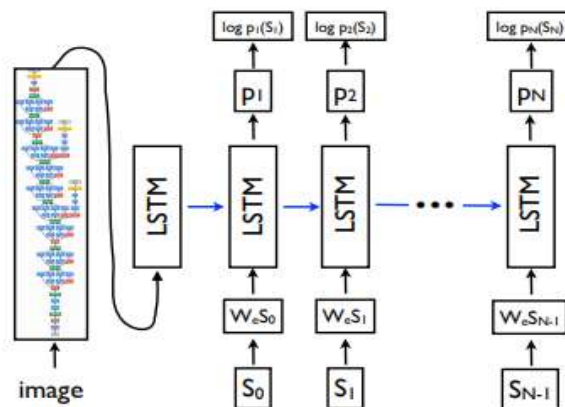 log p₁(S₁) log p₂(S₂) log pN(SN)
p₁ p₂ pN
LSTM LSTM LSTM ••• LSTM
WₑS₀ WₑS₁ WₑSN-1
image S₀ S₁ SN-1